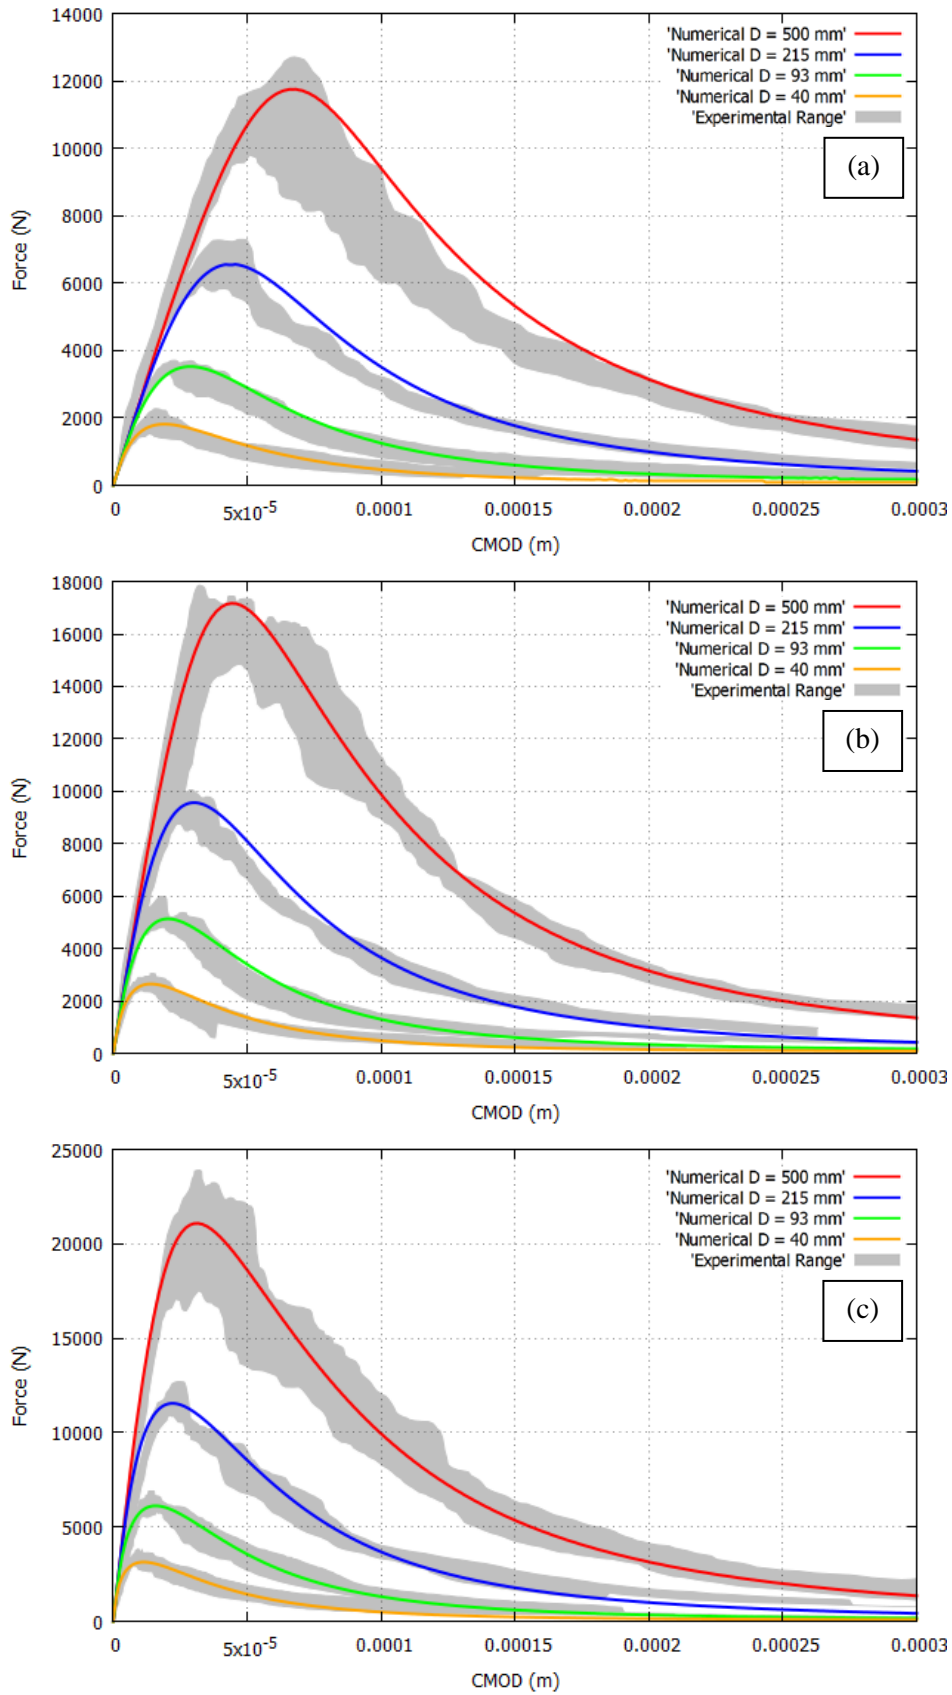 14000
12000
10000
8000
6000
4000
2000
0
Force (N)
'Numerical D = 500 mm'
'Numerical D = 215 mm'
'Numerical D = 93 mm'
'Numerical D = 40 mm'
'Experimental Range'
(a)
0 5x10-5 0.0001 0.00015 0.0002 0.00025 0.0003
CMOD (m)
18000
16000
14000
12000
10000
8000
6000
4000
2000
0
Force (N)
'Numerical D = 500 mm'
'Numerical D = 215 mm'
'Numerical D = 93 mm'
'Numerical D = 40 mm'
'Experimental Range'
(b)
0 5x10-5 0.0001 0.00015 0.0002 0.00025 0.0003
CMOD (m)
25000
20000
15000
10000
5000
0
Force (N)
'Numerical D = 500 mm'
'Numerical D = 215 mm'
'Numerical D = 93 mm'
'Numerical D = 40 mm'
'Experimental Range'
(c)
0 5x10-5 0.0001 0.00015 0.0002 0.00025 0.0003
CMOD (m)